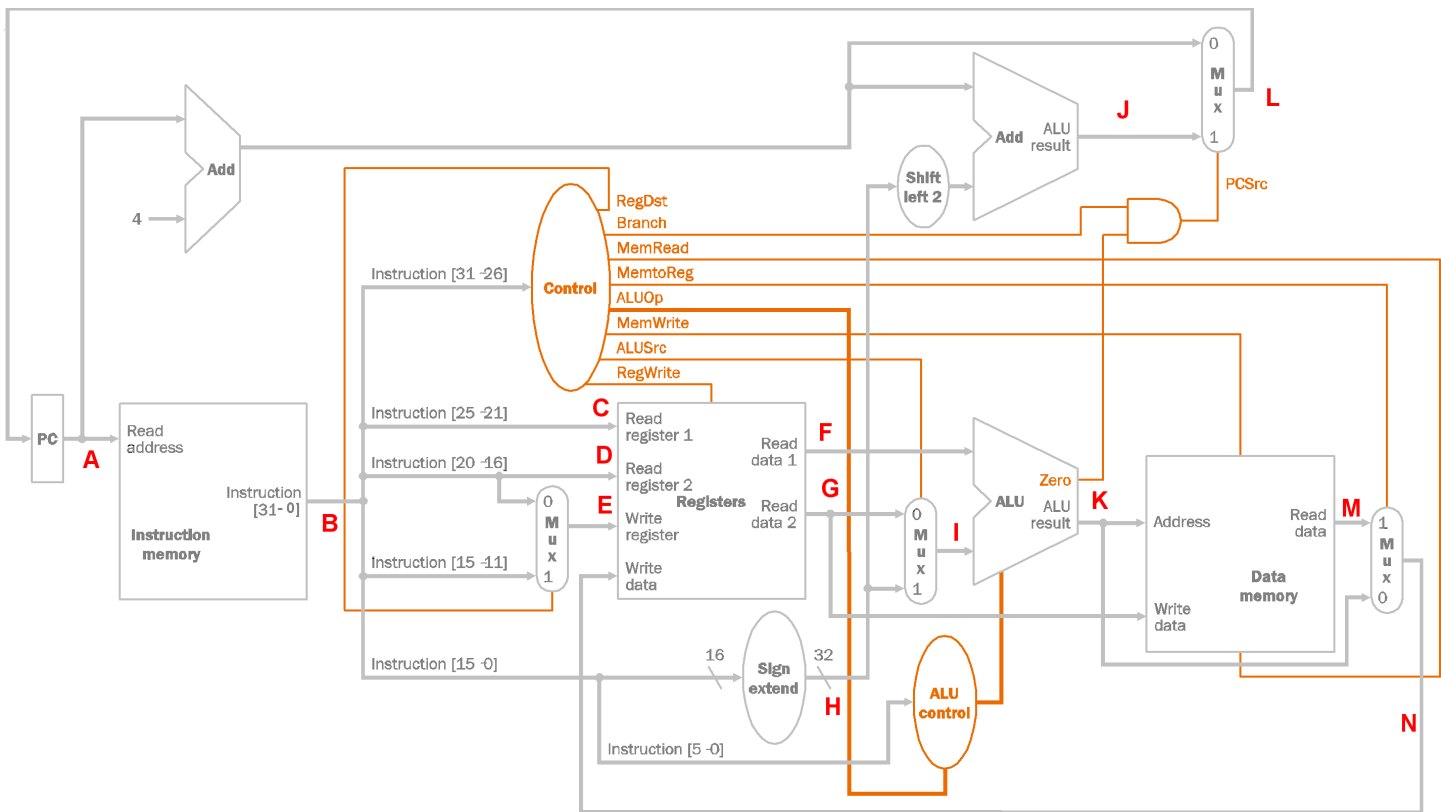 0
M
u
x
1
L
J
ALU
result
Add
Add
4
Shift
left 2
PCSrc
RegDst
Branch
MemRead
MemtoReg
ALUOp
MemWrite
ALUSrc
RegWrite
Control
Instruction [31-26]
PC
A
Read
address
Instruction
[31-0]
Instruction
memory
B
Instruction [25-21]
C
Read
register 1
Instruction [20-16]
D
Read
register 2
Registers
E
Write
register
Write
data
Read
data 1
Read
data 2
0
M
u
x
1
Instruction [15-11]
F
G
0
M
u
x
1
I
Zero
ALU
ALU
result
K
Address
Read
data
Data
memory
Write
data
M
1
M
u
x
0
Instruction [15-0]
16
Sign
extend
32
H
ALU
control
Instruction [5-0]
N